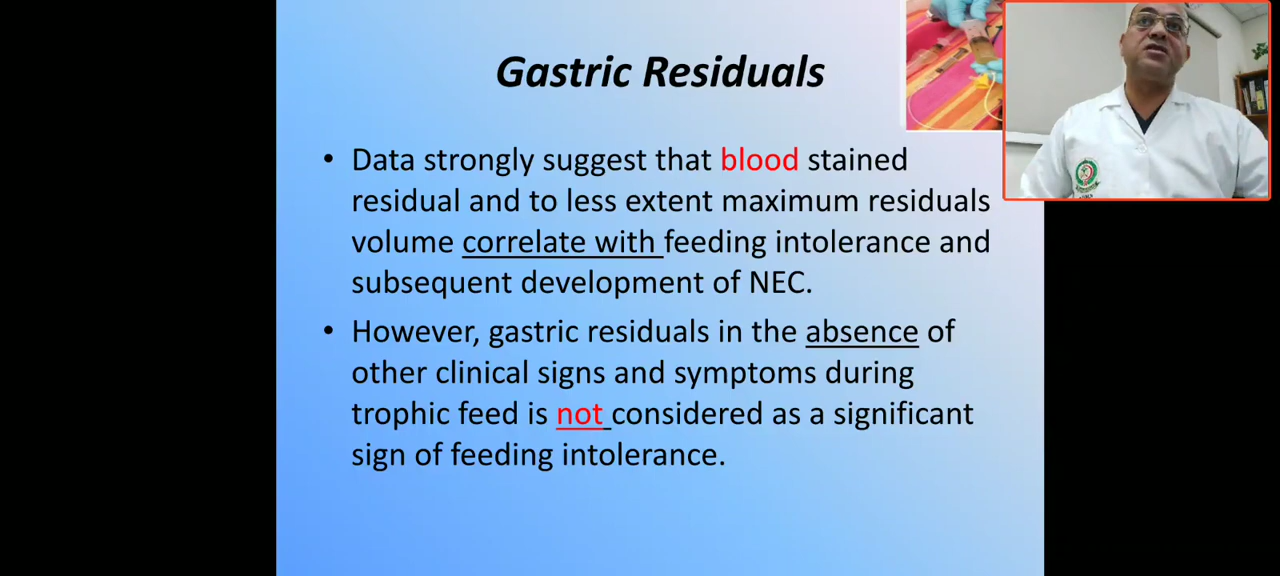 Gastric Residuals
• Data strongly suggest that blood stained
residual and to less extent maximum residuals
volume correlate with feeding intolerance and
subsequent development of NEC.
• However, gastric residuals in the absence of
other clinical signs and symptoms during
trophic feed is not considered as a significant
sign of feeding intolerance.